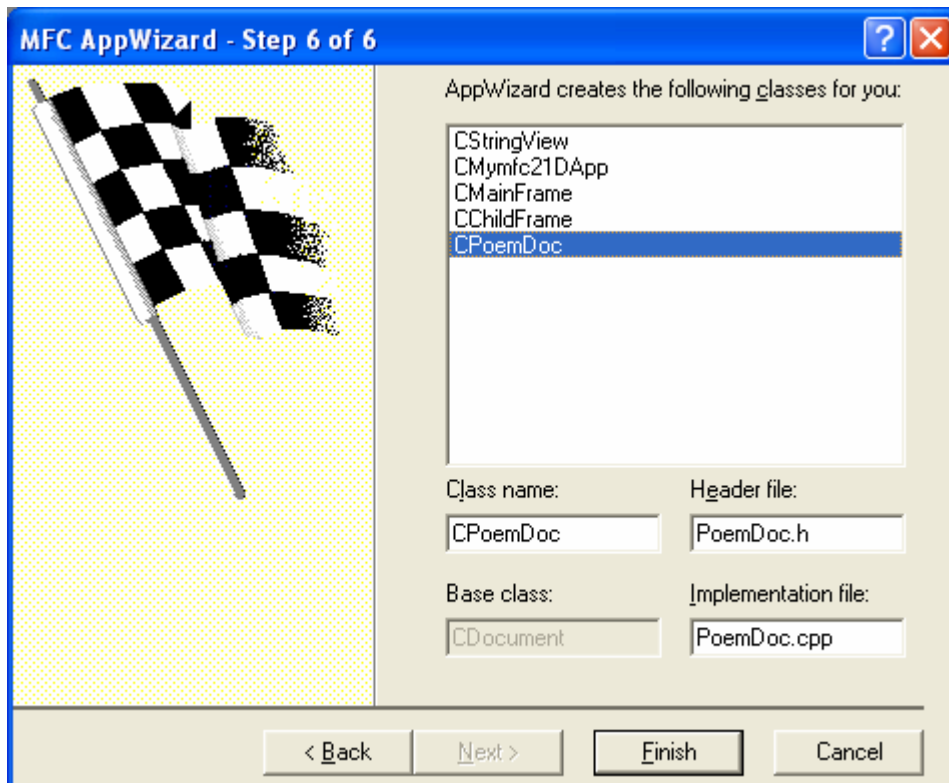 MFC AppWizard - Step 6 of 6
AppWizard creates the following classes for you:
CStringView
CMymfc21DApp
CMainFrame
CChildFrame
CPoemDoc
Class name: Header file:
CPoemDoc PoemDoc.h
Base class: Implementation file:
CDocument PoemDoc.cpp
< Back Next > Finish Cancel